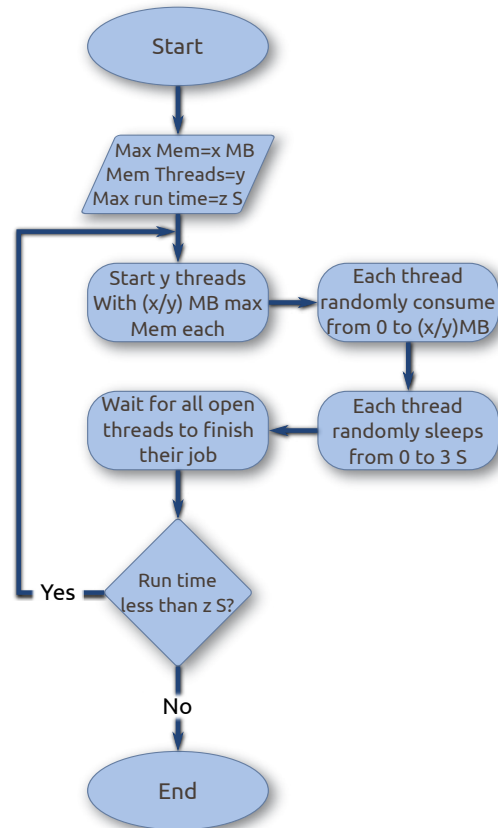 Start
Max Mem=x MB
Mem Threads=y
Max run time=z S
Start y threads
With (x/y) MB max
Mem each
Each thread
randomly consume
from 0 to (x/y)MB
Each thread
randomly sleeps
from 0 to 3 S
Wait for all open
threads to finish
their job
Run time
less than z S?
Yes
No
End